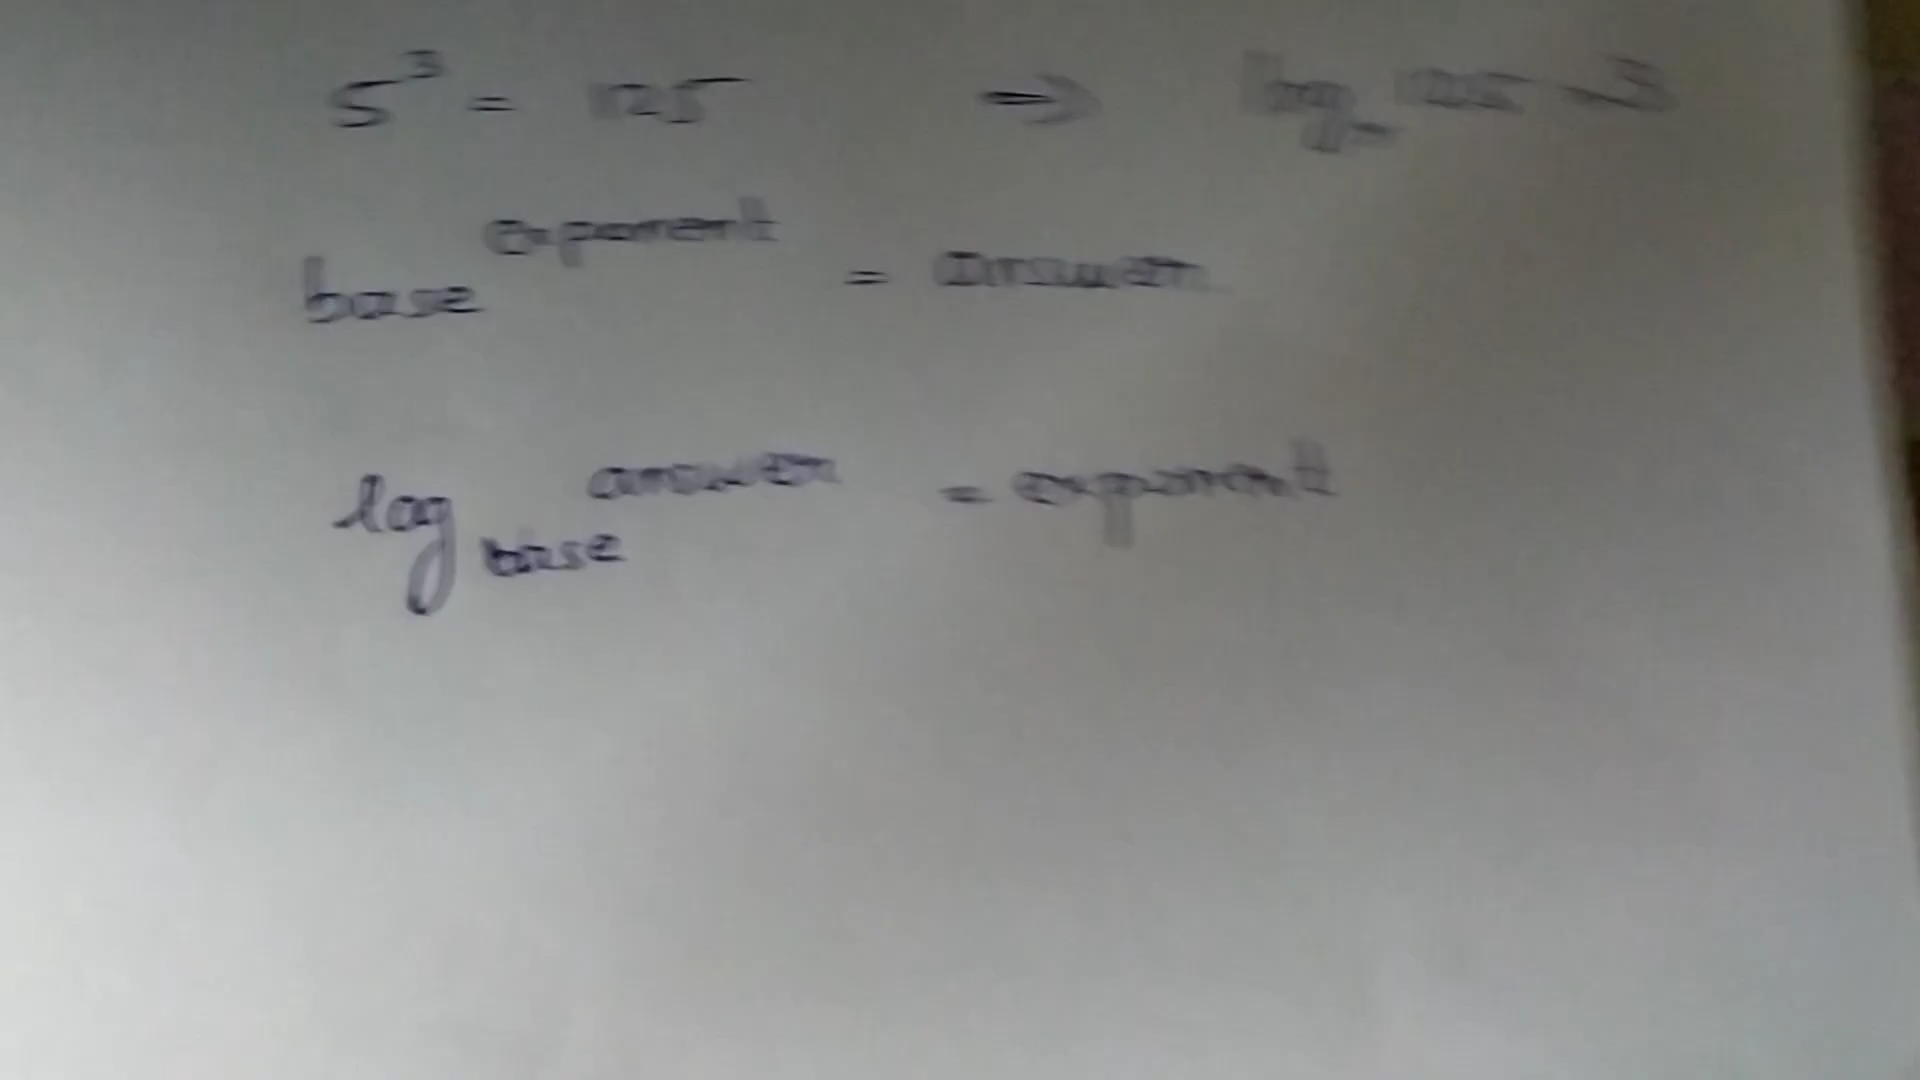 5³ = 125 → log₅ 125 = 3
base^exponent = answer
log_base answer = exponent